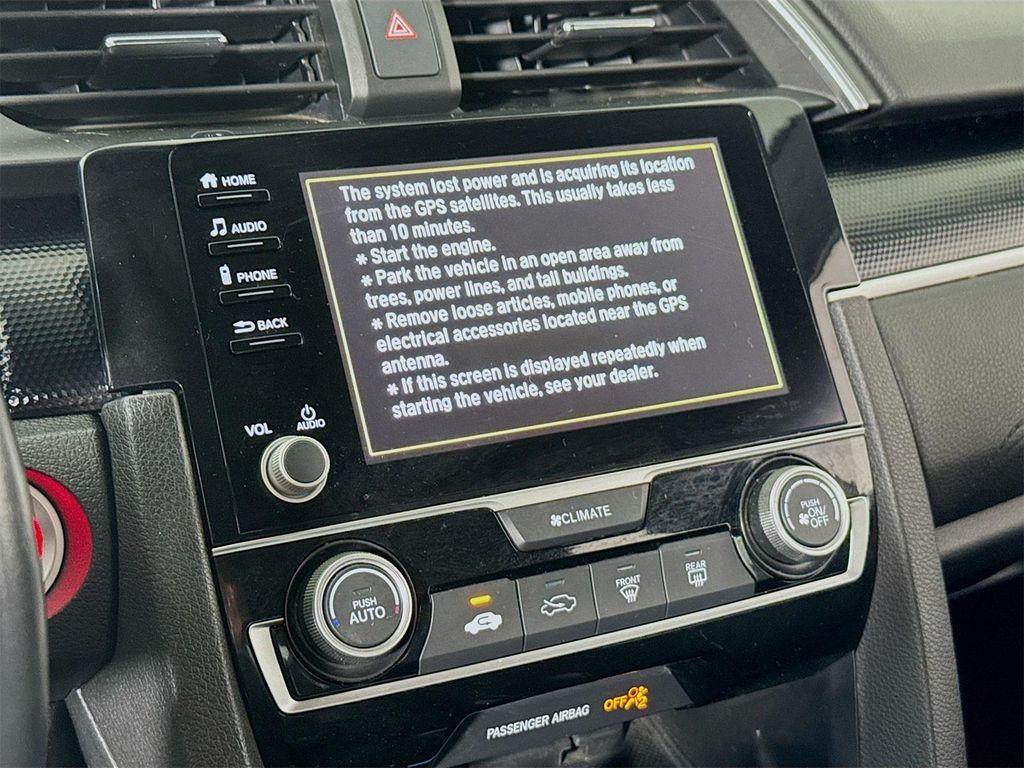 HOME
AUDIO
PHONE
BACK
VOL
AUDIO
The system lost power and is acquiring its location
from the GPS satellites. This usually takes less
than 10 minutes.
* Start the engine.
* Park the vehicle in an open area away from
trees, power lines, and tall buildings.
* Remove loose articles, mobile phones, or
electrical accessories located near the GPS
antenna.
* If this screen is displayed repeatedly when
starting the vehicle, see your dealer.
CLIMATE
PUSH
ON/
OFF
PUSH
AUTO
FRONT
REAR
PASSENGER AIRBAG OFF